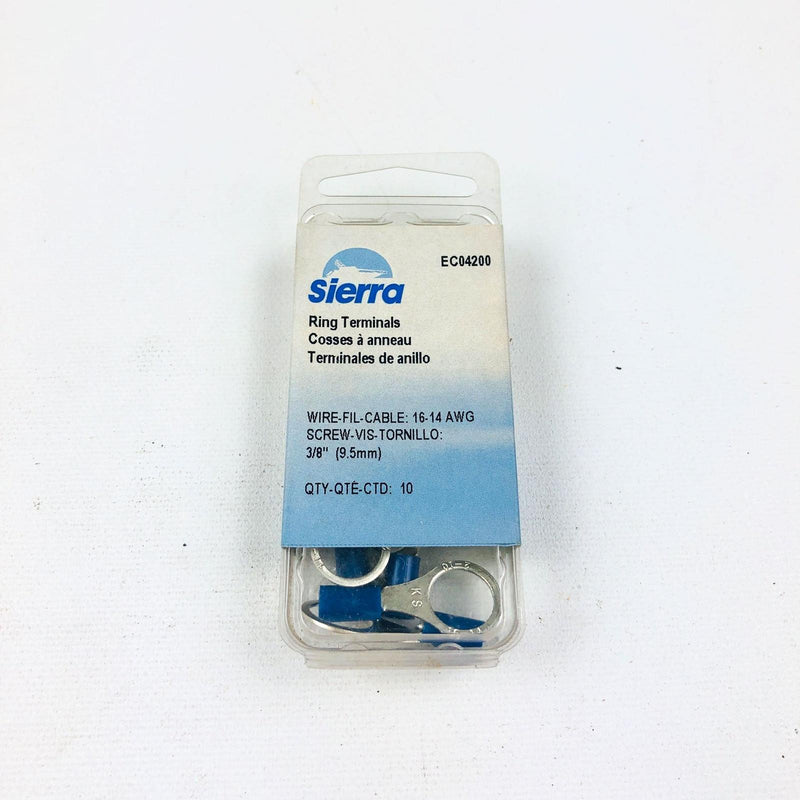 Sierra
EC04200
Ring Terminals
Cosses à anneau
Terminales de anillo
WIRE-FIL-CABLE: 16-14 AWG
SCREW-VIS-TORNILLO:
3/8" (9.5mm)
QTY-QTÉ-CTD: 10
KS